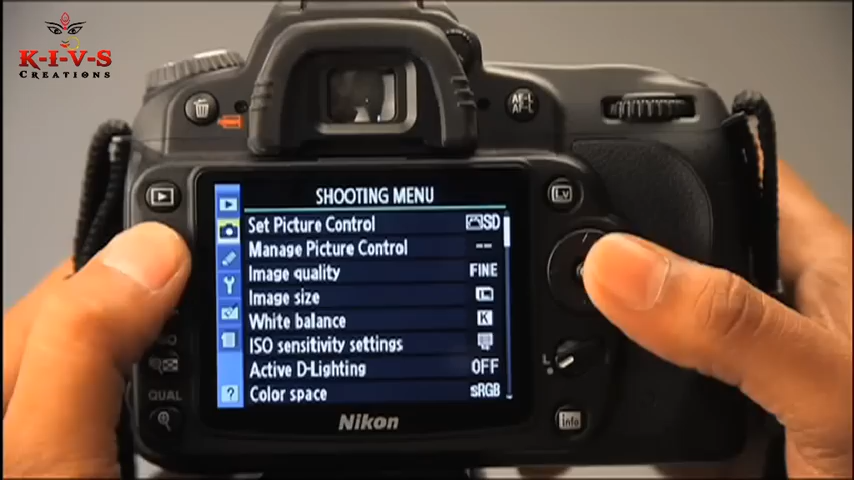 K-I-V-S
CREATIONS
AE-L
AF-L
Lv
SHOOTING MENU
Set Picture Control SD
Manage Picture Control --
Image quality FINE
Image size L
White balance K
ISO sensitivity settings
Active D-Lighting OFF
Color space sRGB
?
L
QUAL
Nikon
info